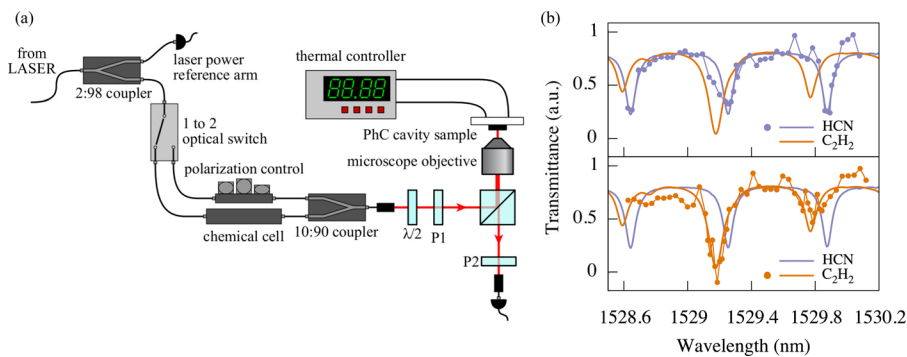 (a)
from
LASER
laser power
reference arm
2:98 coupler
1 to 2
optical switch
polarization control
chemical cell
10:90 coupler
thermal controller
88.88
PhC cavity sample
microscope objective
λ/2
P1
P2
(b)
Transmittance (a.u.)
1
0.5
0
HCN
C₂H₂
1
0.5
0
HCN
C₂H₂
1528.6 1529 1529.4 1529.8 1530.2
Wavelength (nm)